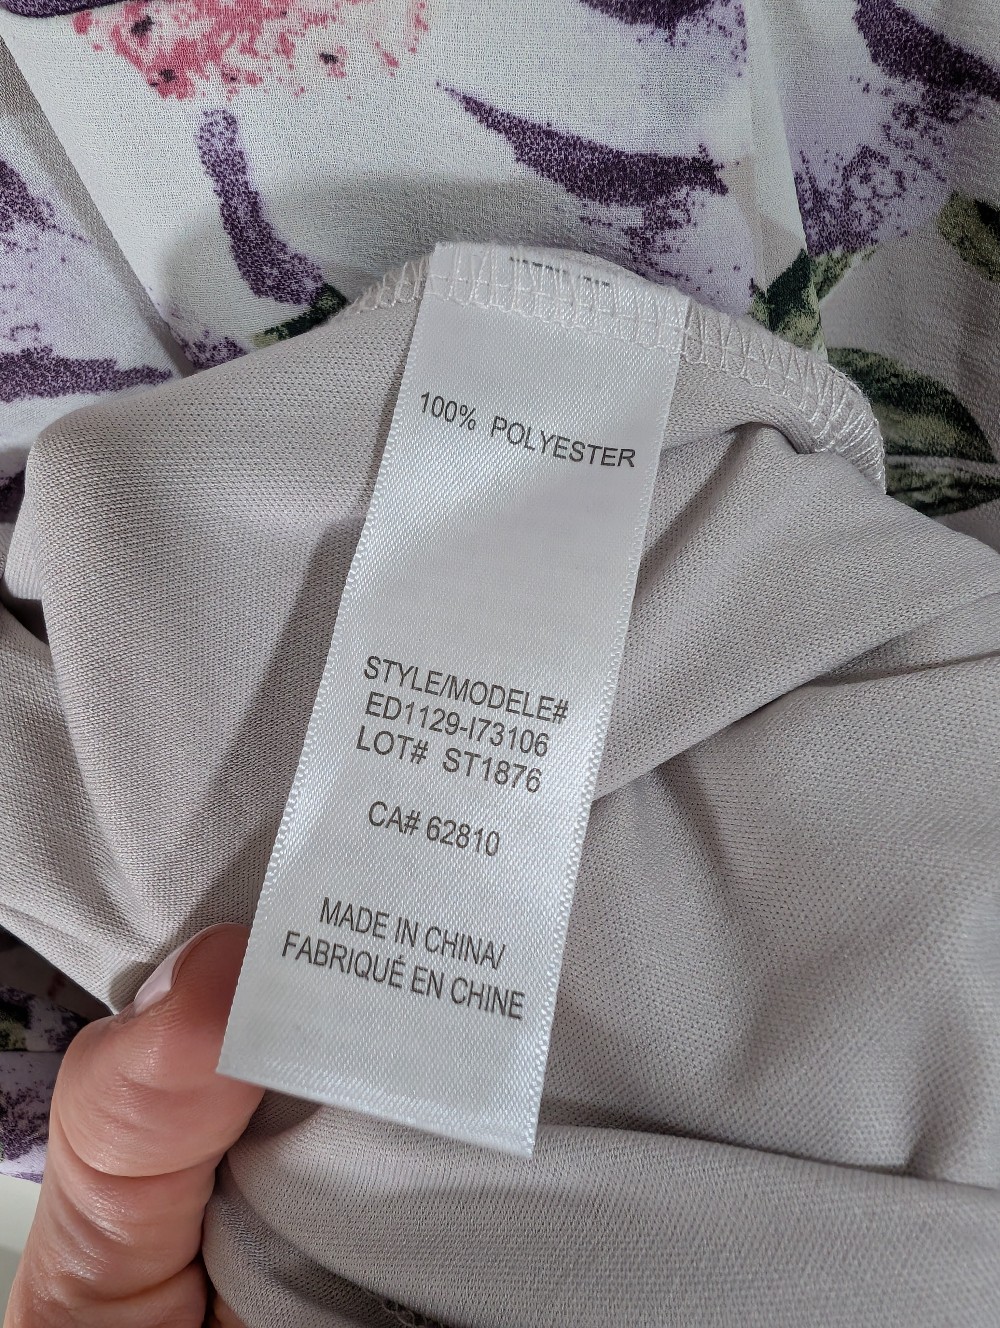 100% POLYESTER
STYLE/MODELE#
ED1129-I73106
LOT# ST1876
CA# 62810
MADE IN CHINA/
FABRIQUÉ EN CHINE